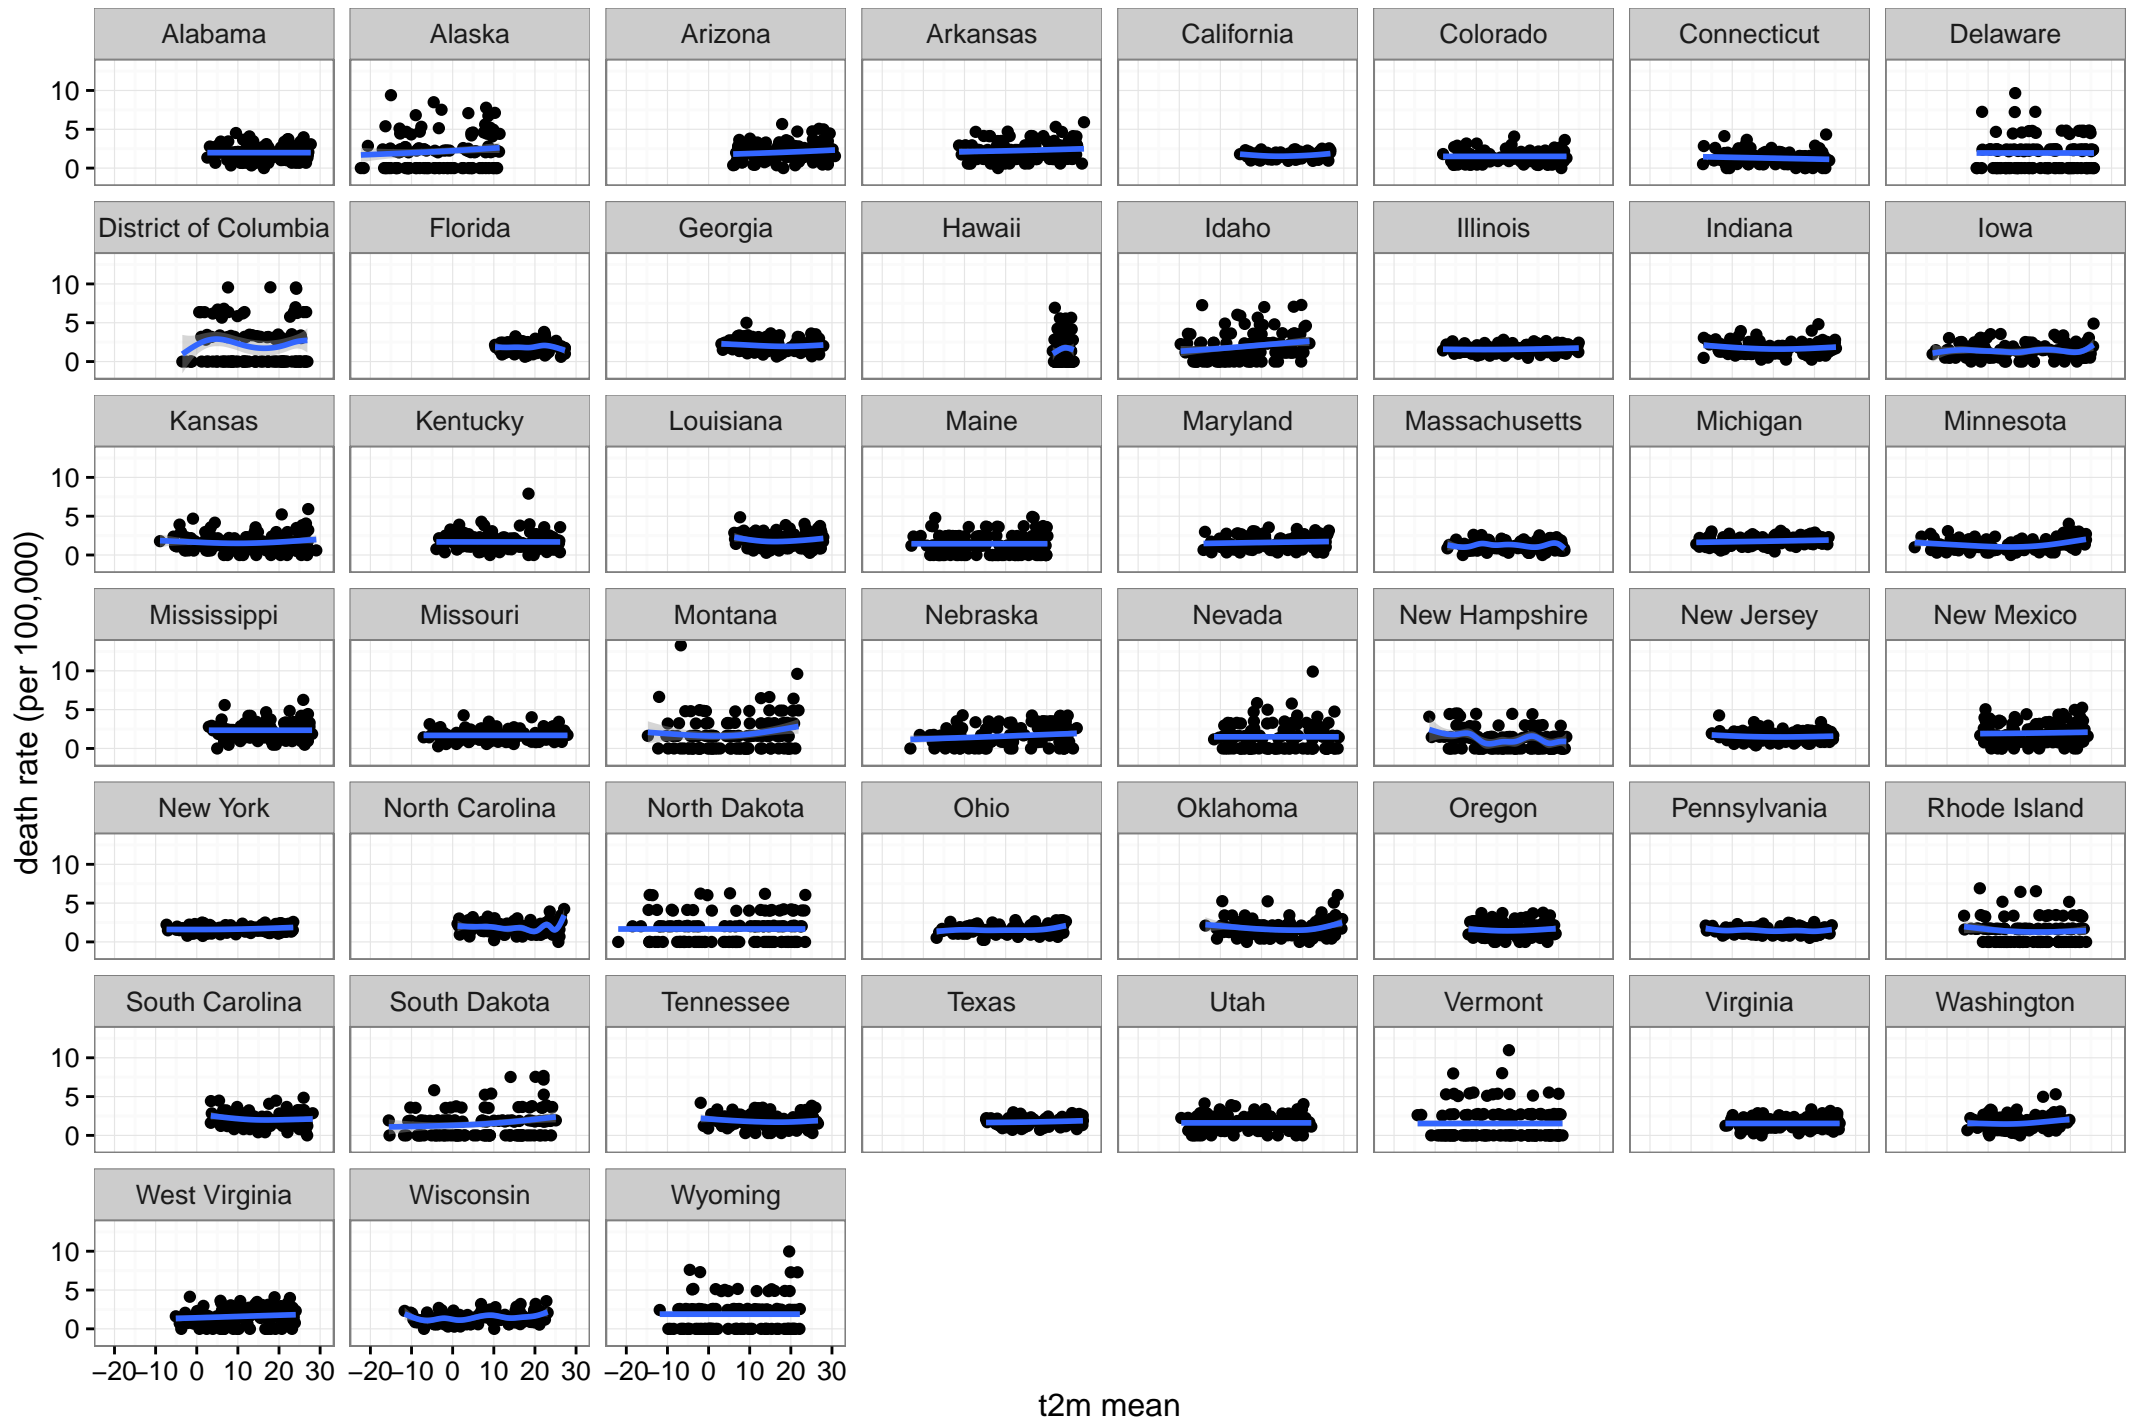 Alabama Alaska Arizona Arkansas California Colorado Connecticut Delaware
10
5
0
District of Columbia Florida Georgia Hawaii Idaho Illinois Indiana Iowa
10
5
0
Kansas Kentucky Louisiana Maine Maryland Massachusetts Michigan Minnesota
10
5
0
Mississippi Missouri Montana Nebraska Nevada New Hampshire New Jersey New Mexico
10
5
0
New York North Carolina North Dakota Ohio Oklahoma Oregon Pennsylvania Rhode Island
10
5
0
South Carolina South Dakota Tennessee Texas Utah Vermont Virginia Washington
10
5
0
West Virginia Wisconsin Wyoming
10
5
0
−20 −10 0 10 20 30 −20 −10 0 10 20 30 −20 −10 0 10 20 30
t2m mean
death rate (per 100,000)